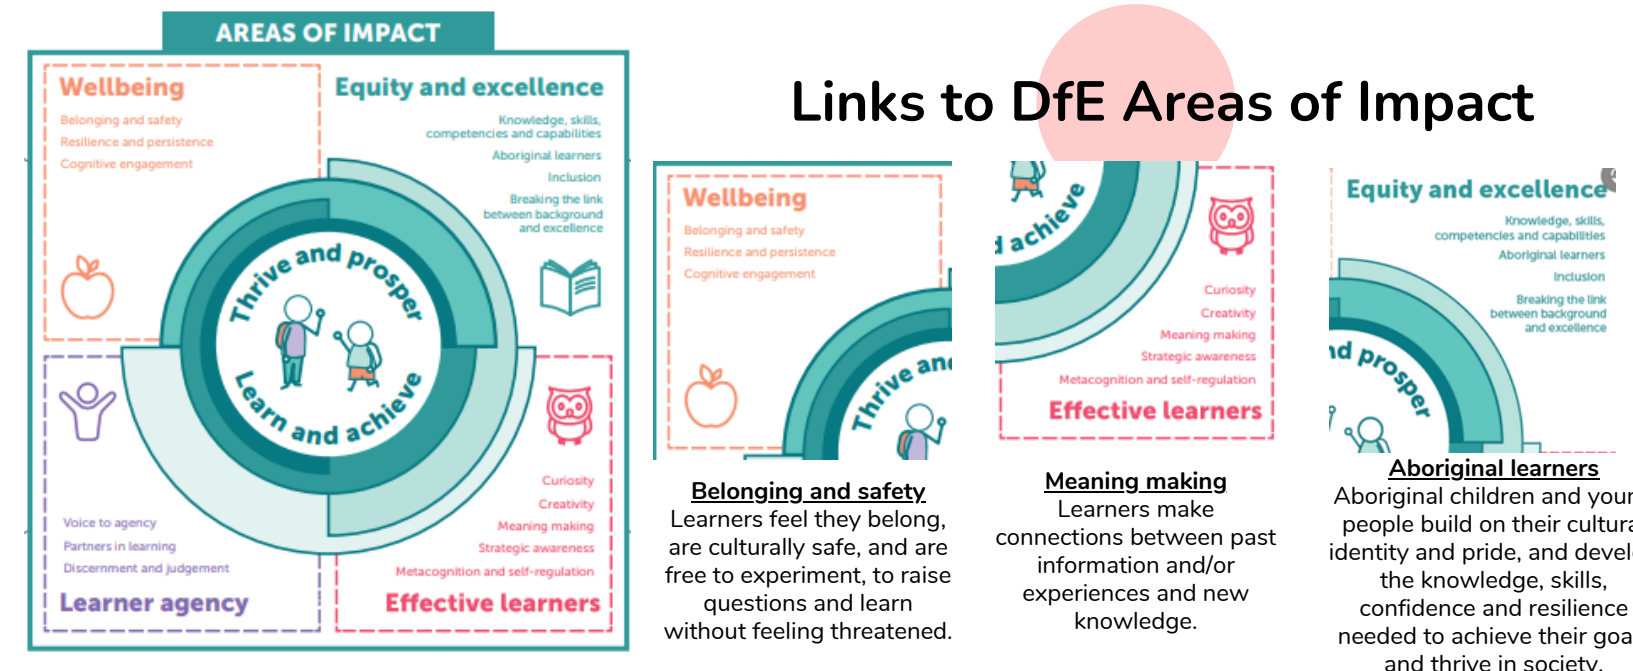 AREAS OF IMPACT
Wellbeing
Belonging and safety
Resilience and persistence
Cognitive engagement
Equity and excellence
Knowledge, skills,
competencies and capabilities
Aboriginal learners
Inclusion
Breaking the link
between background
and excellence
Thrive and prosper
Learn and achieve
Voice to agency
Partners in learning
Discernment and judgement
Learner agency
Curiosity
Creativity
Meaning making
Strategic awareness
Metacognition and self-regulation
Effective learners
Links to DfE Areas of Impact
Wellbeing
Belonging and safety
Resilience and persistence
Cognitive engagement
Thrive and
Belonging and safety
Learners feel they belong,
are culturally safe, and are
free to experiment, to raise
questions and learn
without feeling threatened.
d achieve
Curiosity
Creativity
Meaning making
Strategic awareness
Metacognition and self-regulation
Effective learners
Meaning making
Learners make
connections between past
information and/or
experiences and new
knowledge.
Equity and excellence
Knowledge, skills,
competencies and capabilities
Aboriginal learners
Inclusion
Breaking the link
between background
and excellence
nd prosper
Aboriginal learners
Aboriginal children and youn
people build on their cultura
identity and pride, and devel
the knowledge, skills,
confidence and resilience
needed to achieve their goa
and thrive in society.